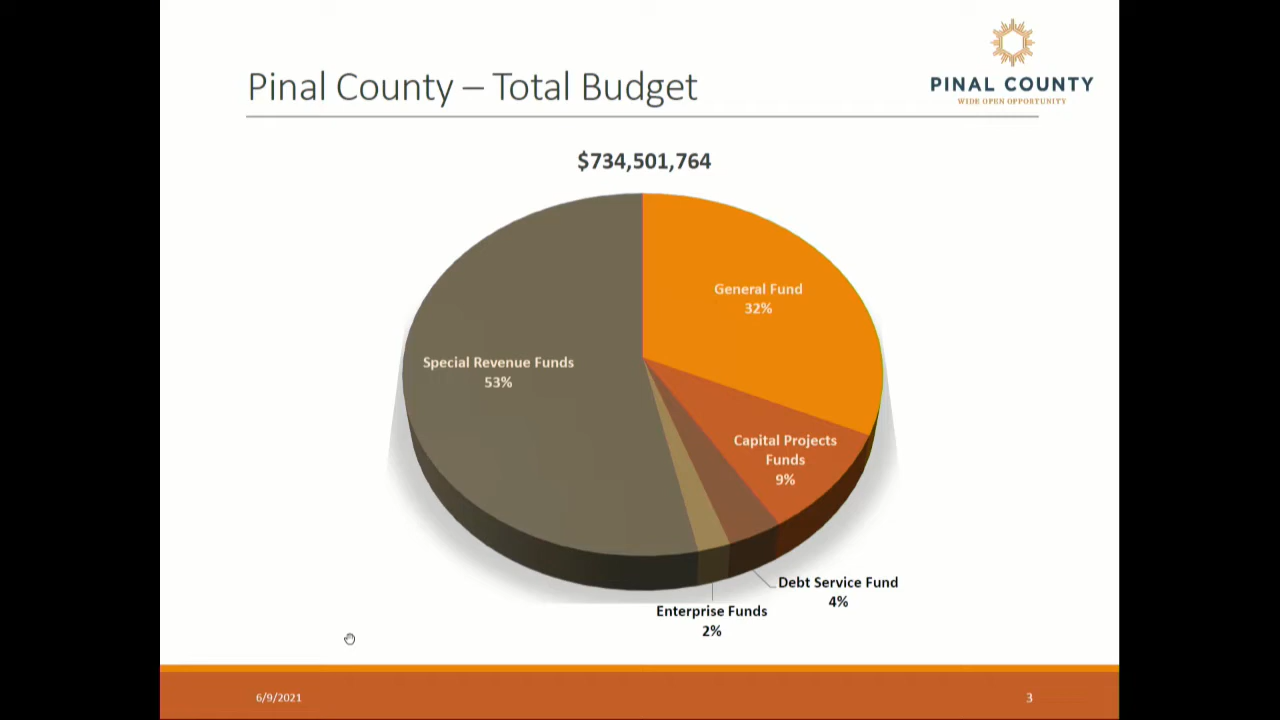 Pinal County – Total Budget
PINAL COUNTY
WIDE OPEN OPPORTUNITY
$734,501,764
General Fund
32%
Special Revenue Funds
53%
Capital Projects
Funds
9%
Debt Service Fund
4%
Enterprise Funds
2%
6/9/2021
3